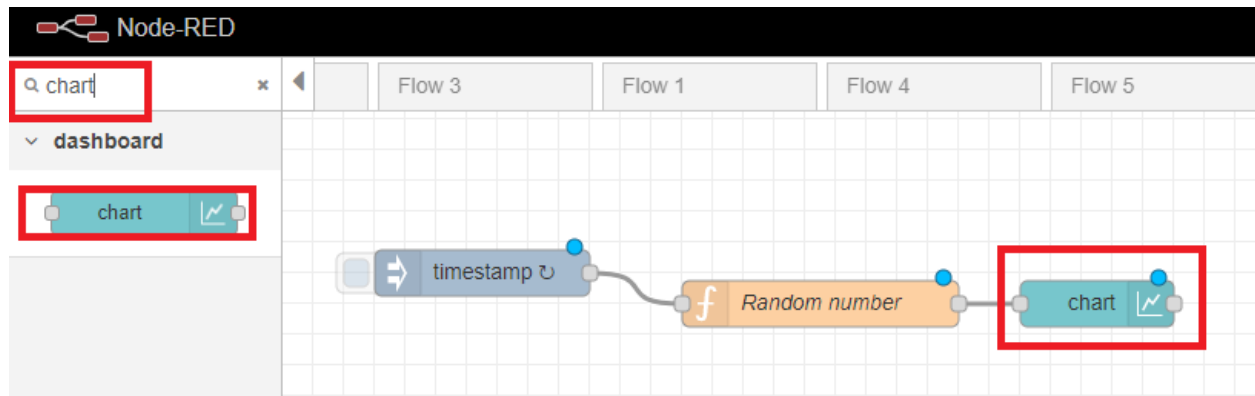 Node-RED
chart
Flow 3
Flow 1
Flow 4
Flow 5
dashboard
chart
timestamp ↻
f Random number
chart